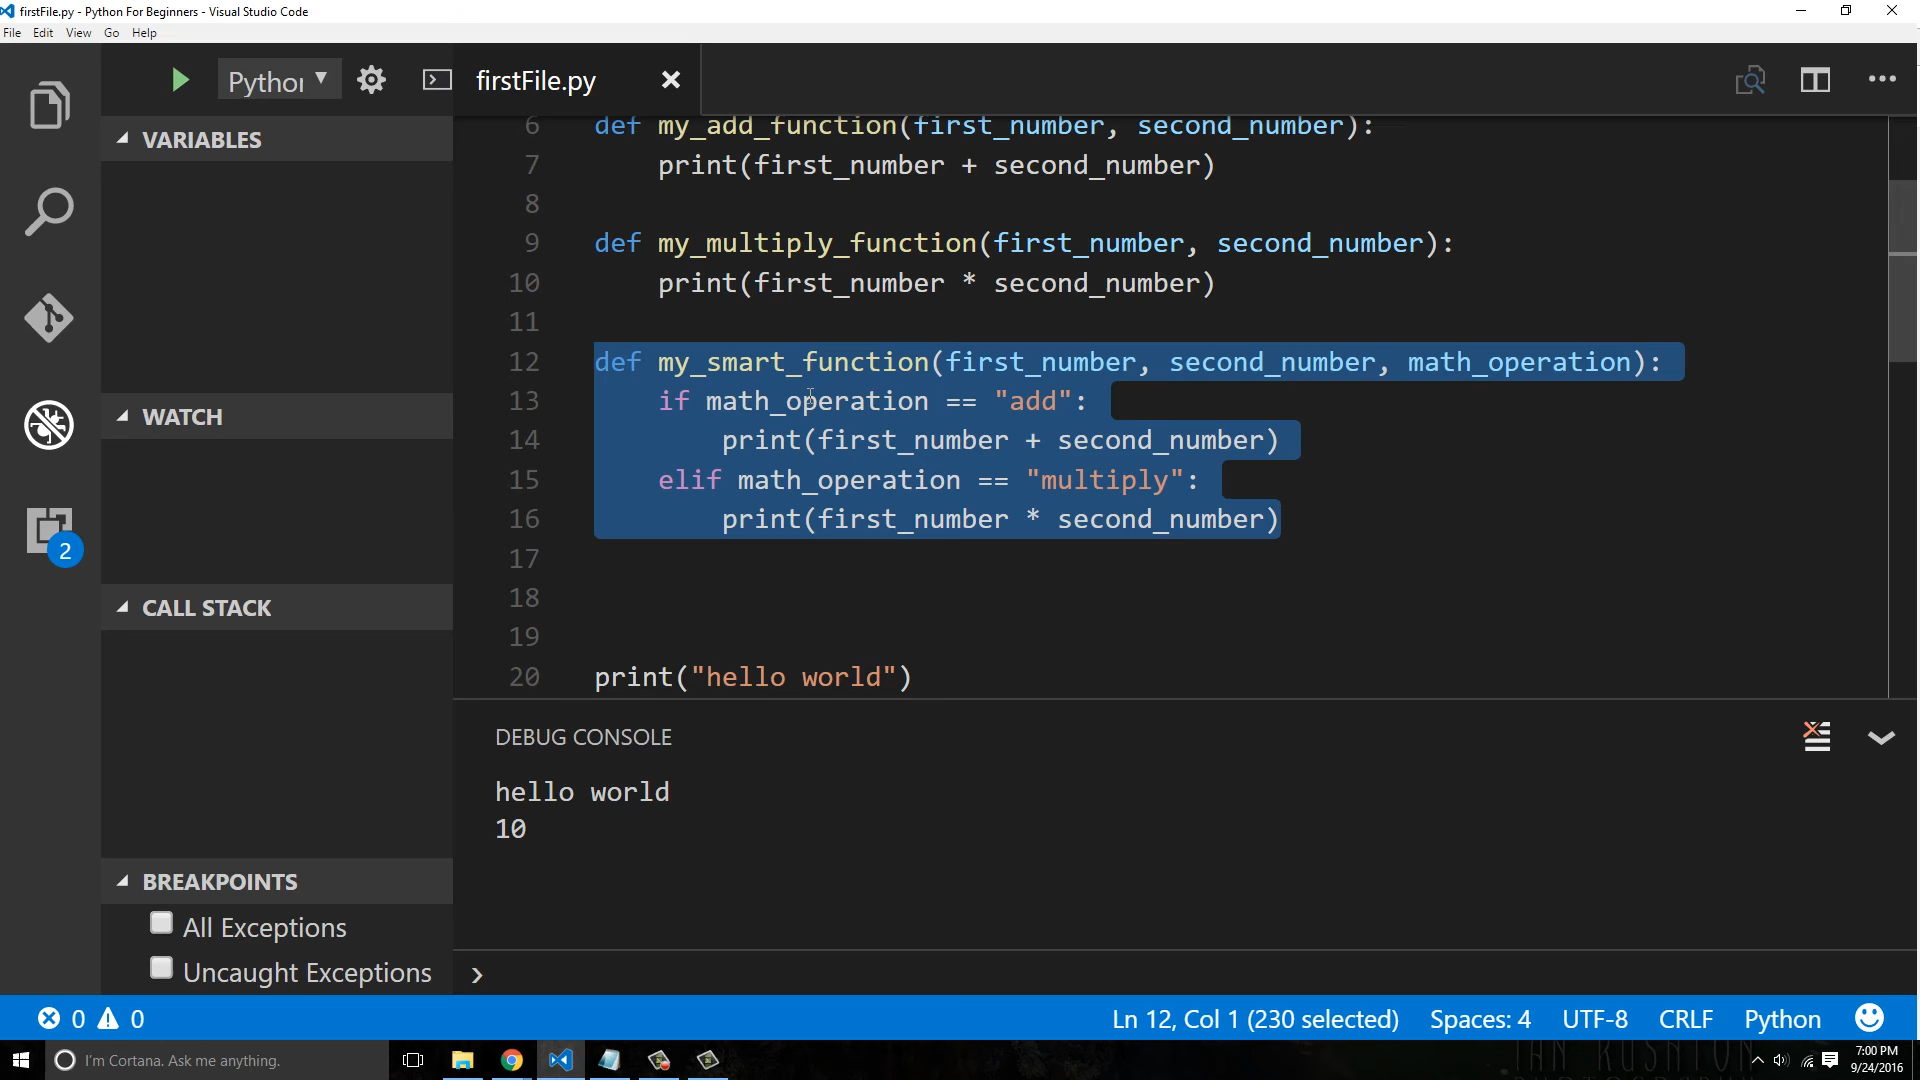 firstFile.py - Python For Beginners - Visual Studio Code
File Edit View Go Help
Pythor
firstFile.py
VARIABLES
WATCH
CALL STACK
BREAKPOINTS
All Exceptions
Uncaught Exceptions
6 def my_add_function(first_number, second_number):
7 print(first_number + second_number)
8
9 def my_multiply_function(first_number, second_number):
10 print(first_number * second_number)
11
12 def my_smart_function(first_number, second_number, math_operation):
13 if math_operation == "add":
14 print(first_number + second_number)
15 elif math_operation == "multiply":
16 print(first_number * second_number)
17
18
19
20 print("hello world")
DEBUG CONSOLE
hello world
10
2
0 0
Ln 12, Col 1 (230 selected) Spaces: 4 UTF-8 CRLF Python
I'm Cortana. Ask me anything.
7:00 PM
9/24/2016